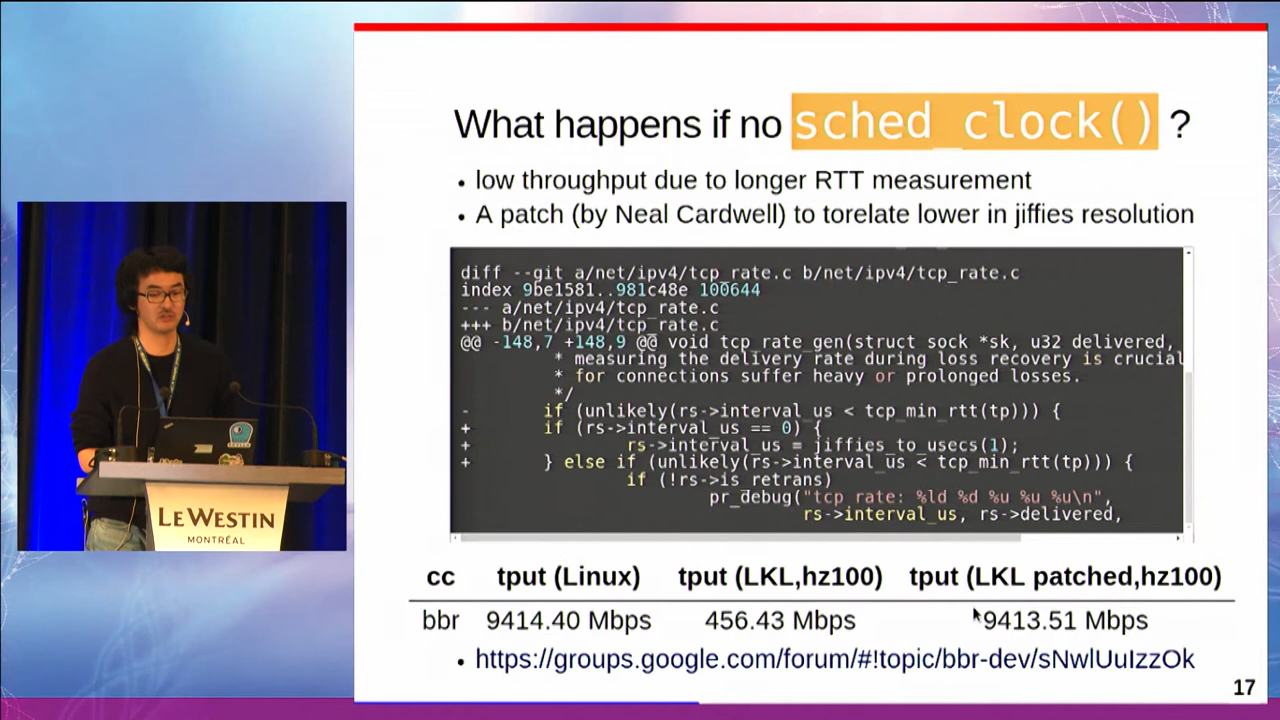 What happens if no sched_clock() ?
• low throughput due to longer RTT measurement
• A patch (by Neal Cardwell) to torelate lower in jiffies resolution
diff --git a/net/ipv4/tcp_rate.c b/net/ipv4/tcp_rate.c
index 9be1581..981c48e 100644
--- a/net/ipv4/tcp_rate.c
+++ b/net/ipv4/tcp_rate.c
@@ -148,7 +148,9 @@ void tcp_rate_gen(struct sock *sk, u32 delivered,
* measuring the delivery rate during loss recovery is crucial
* for connections suffer heavy or prolonged losses.
*/
- if (unlikely(rs->interval_us < tcp_min_rtt(tp))) {
+ if (rs->interval_us == 0) {
+ rs->interval_us = jiffies_to_usecs(1);
+ } else if (unlikely(rs->interval_us < tcp_min_rtt(tp))) {
if (!rs->is_retrans)
pr_debug("tcp rate: %ld %d %u %u %u\n",
rs->interval_us, rs->delivered,
cc tput (Linux) tput (LKL,hz100) tput (LKL patched,hz100)
bbr 9414.40 Mbps 456.43 Mbps 9413.51 Mbps
• https://groups.google.com/forum/#!topic/bbr-dev/sNwlUuIzzOk
17
LE WESTIN
MONTRÉAL